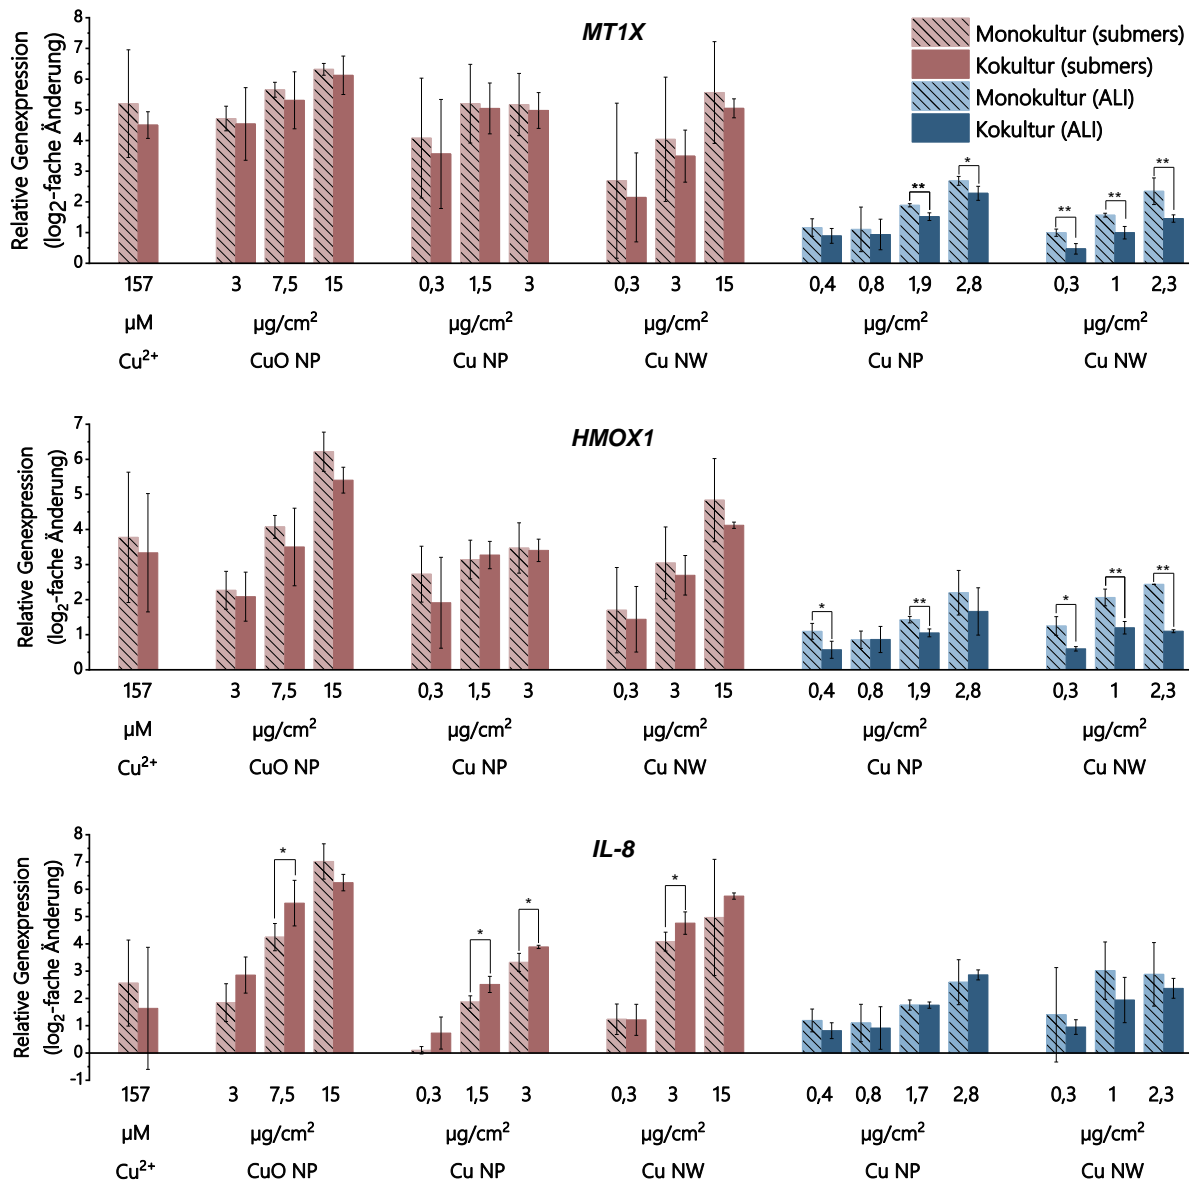 MT1X
Monokultur (submers)
Kokultur (submers)
Monokultur (ALI)
Kokultur (ALI)
Relative Genexpression
(log2-fache Änderung)
8
7
6
5
4
3
2
1
0
** * ** ** **
157 3 7,5 15 0,3 1,5 3 0,3 3 15 0,4 0,8 1,9 2,8 0,3 1 2,3
µM µg/cm² µg/cm² µg/cm² µg/cm² µg/cm²
Cu²⁺ CuO NP Cu NP Cu NW Cu NP Cu NW
HMOX1
Relative Genexpression
(log2-fache Änderung)
7
6
5
4
3
2
1
0
* ** * ** **
157 3 7,5 15 0,3 1,5 3 0,3 3 15 0,4 0,8 1,9 2,8 0,3 1 2,3
µM µg/cm² µg/cm² µg/cm² µg/cm² µg/cm²
Cu²⁺ CuO NP Cu NP Cu NW Cu NP Cu NW
IL-8
Relative Genexpression
(log2-fache Änderung)
8
7
6
5
4
3
2
1
0
-1
* * * *
157 3 7,5 15 0,3 1,5 3 0,3 3 15 0,4 0,8 1,7 2,8 0,3 1 2,3
µM µg/cm² µg/cm² µg/cm² µg/cm² µg/cm²
Cu²⁺ CuO NP Cu NP Cu NW Cu NP Cu NW